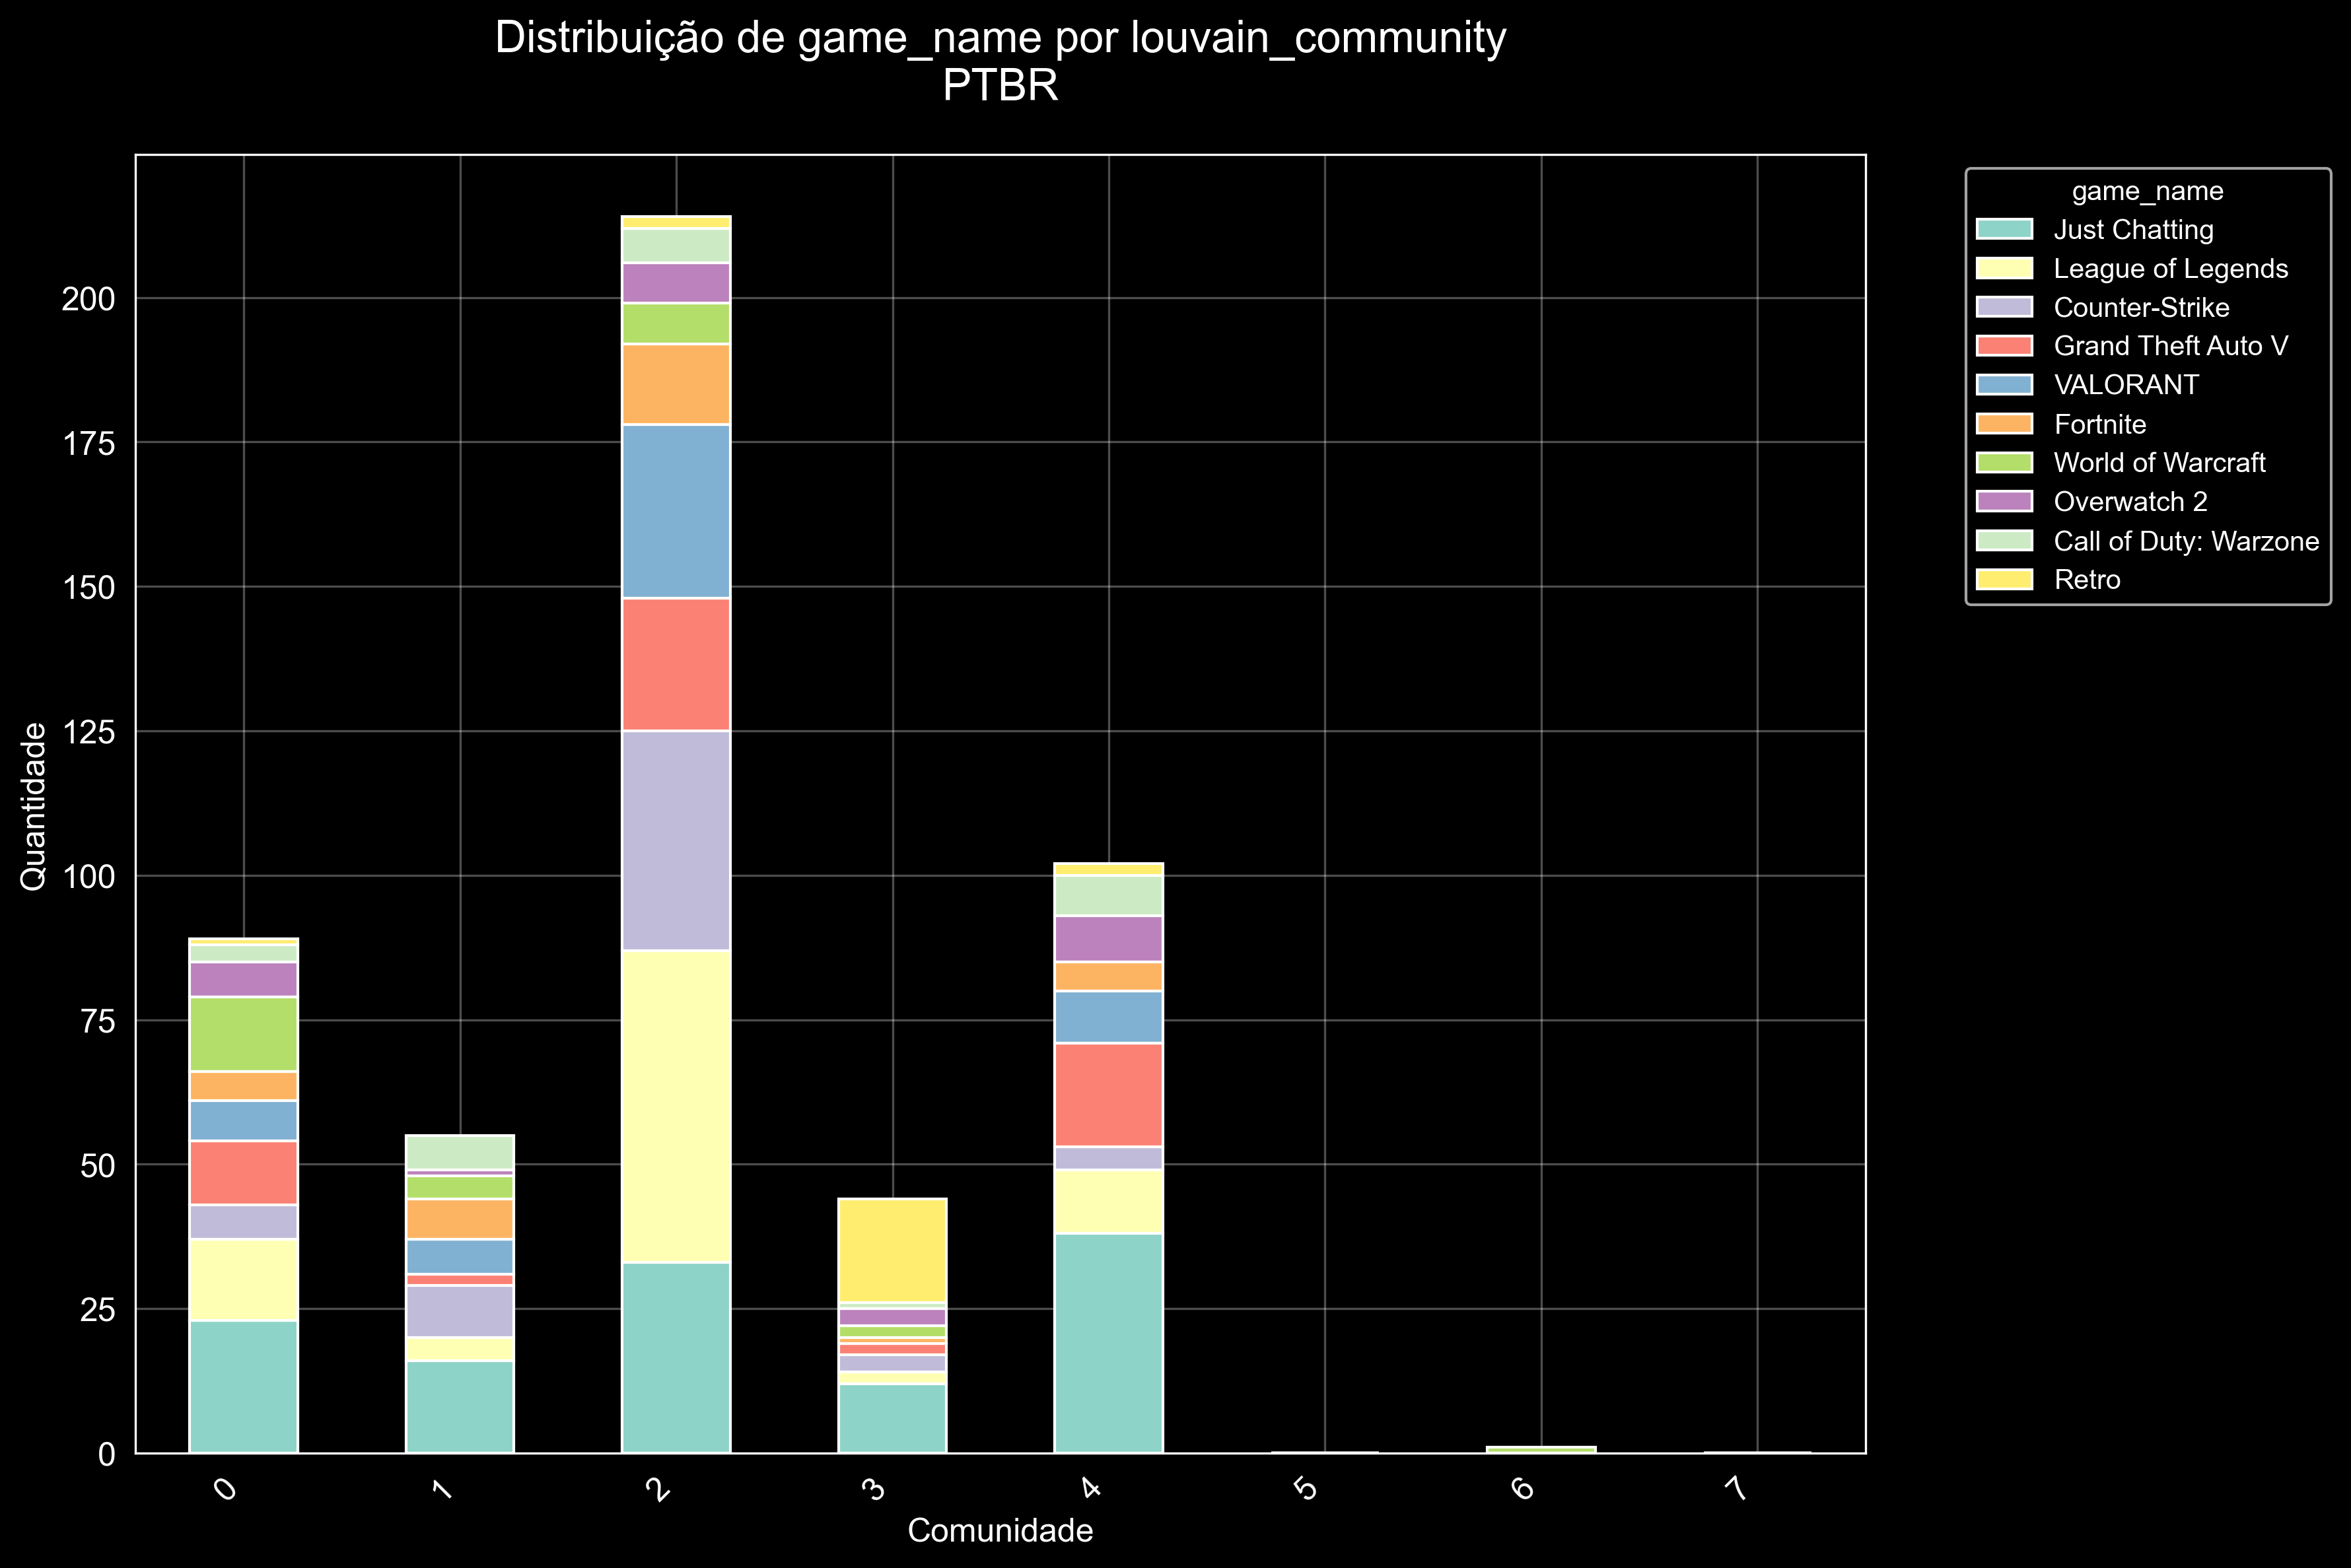 Distribuição de game_name por louvain_community
PTBR
game_name
Just Chatting
League of Legends
Counter-Strike
Grand Theft Auto V
VALORANT
Fortnite
World of Warcraft
Overwatch 2
Call of Duty: Warzone
Retro
Quantidade
200
175
150
125
100
75
50
25
0
0
1
2
3
4
5
6
7
Comunidade